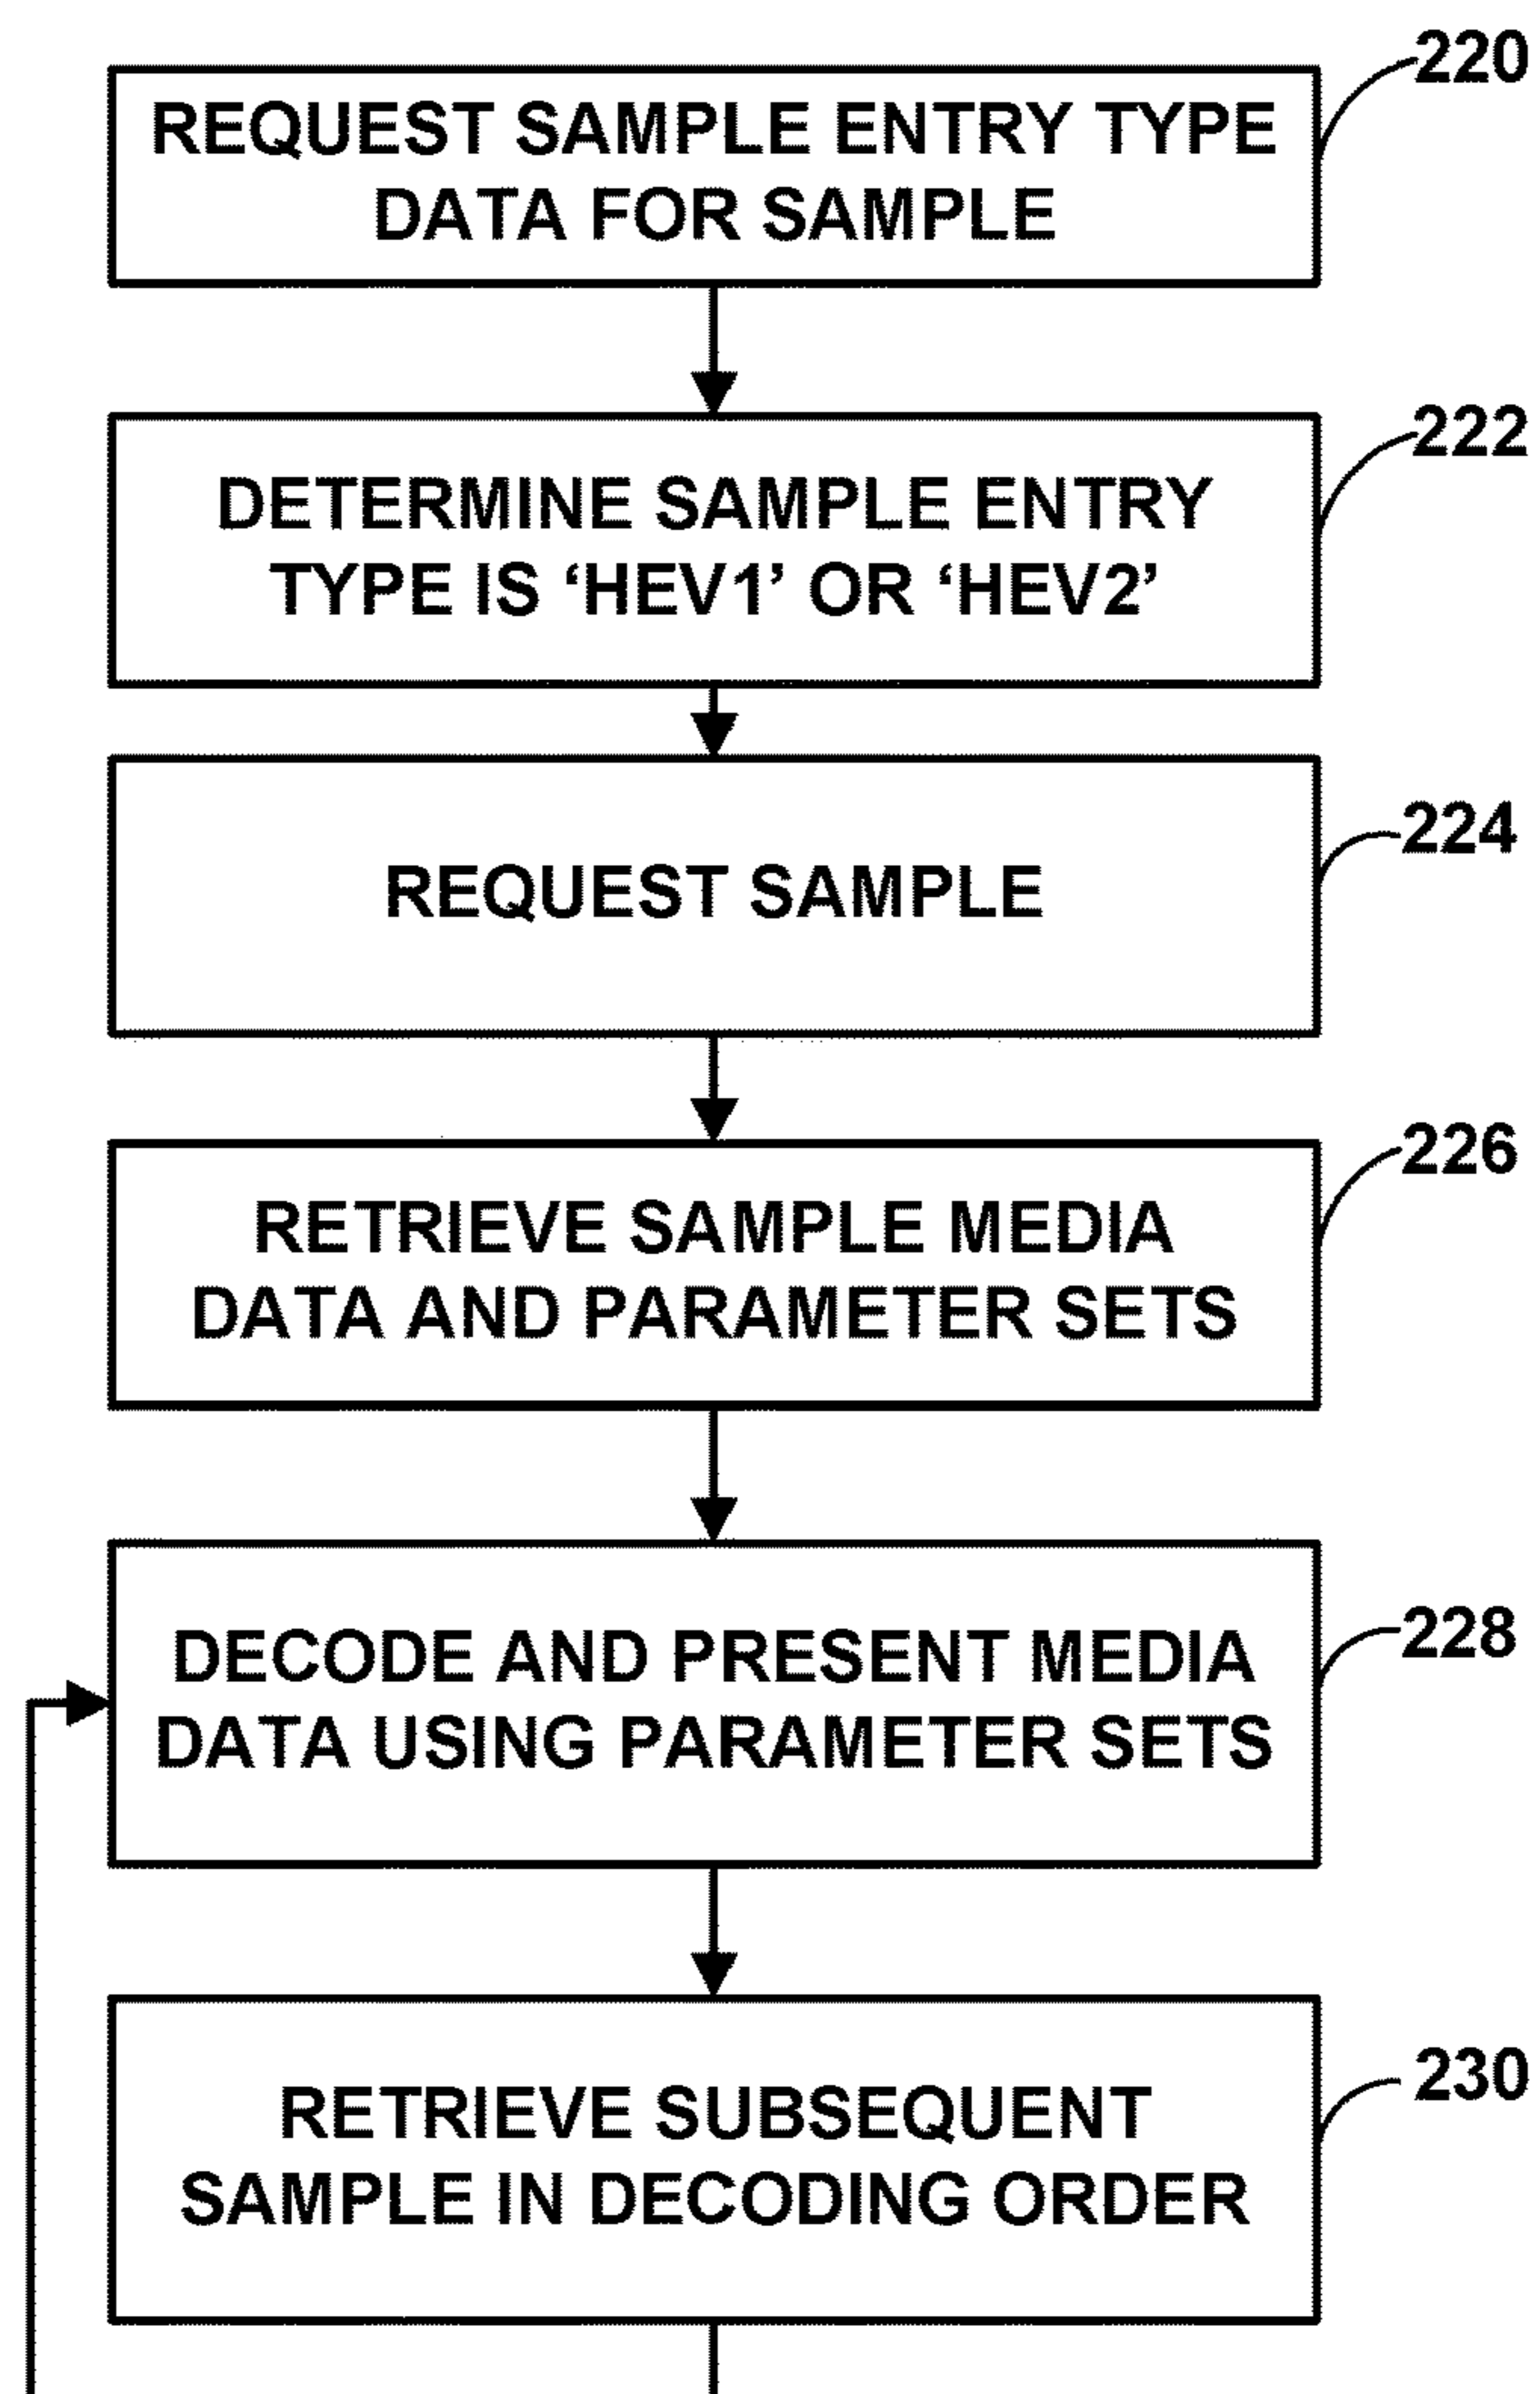 220
REQUEST SAMPLE ENTRY TYPE
DATA FOR SAMPLE
222
DETERMINE SAMPLE ENTRY
TYPE IS ‘HEV1’ OR ‘HEV2’
224
REQUEST SAMPLE
226
RETRIEVE SAMPLE MEDIA
DATA AND PARAMETER SETS
228
DECODE AND PRESENT MEDIA
DATA USING PARAMETER SETS
230
RETRIEVE SUBSEQUENT
SAMPLE IN DECODING ORDER